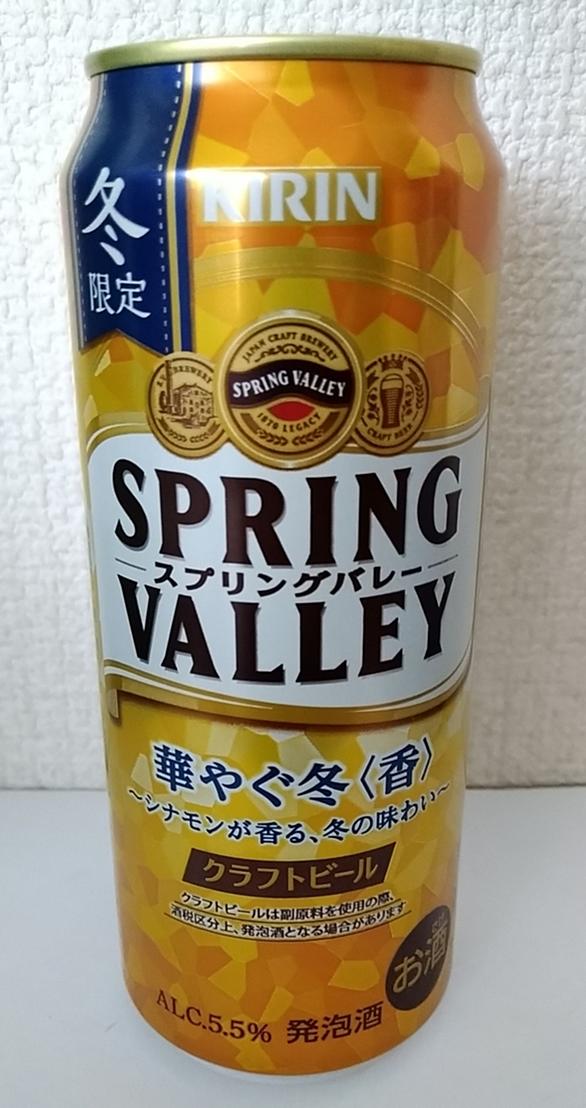 冬
限定
KIRIN
JAPAN CRAFT BREWERY
SPRING VALLEY
1870 LEGACY
BREWERY
CRAFT BEER
SPRING
スプリングバレー
VALLEY
華やぐ冬〈香〉
～シナモンが香る、冬の味わい～
クラフトビール
クラフトビールは副原料を使用の際、
酒税区分上、発泡酒となる場合があります
お酒
ALC.5.5% 発泡酒